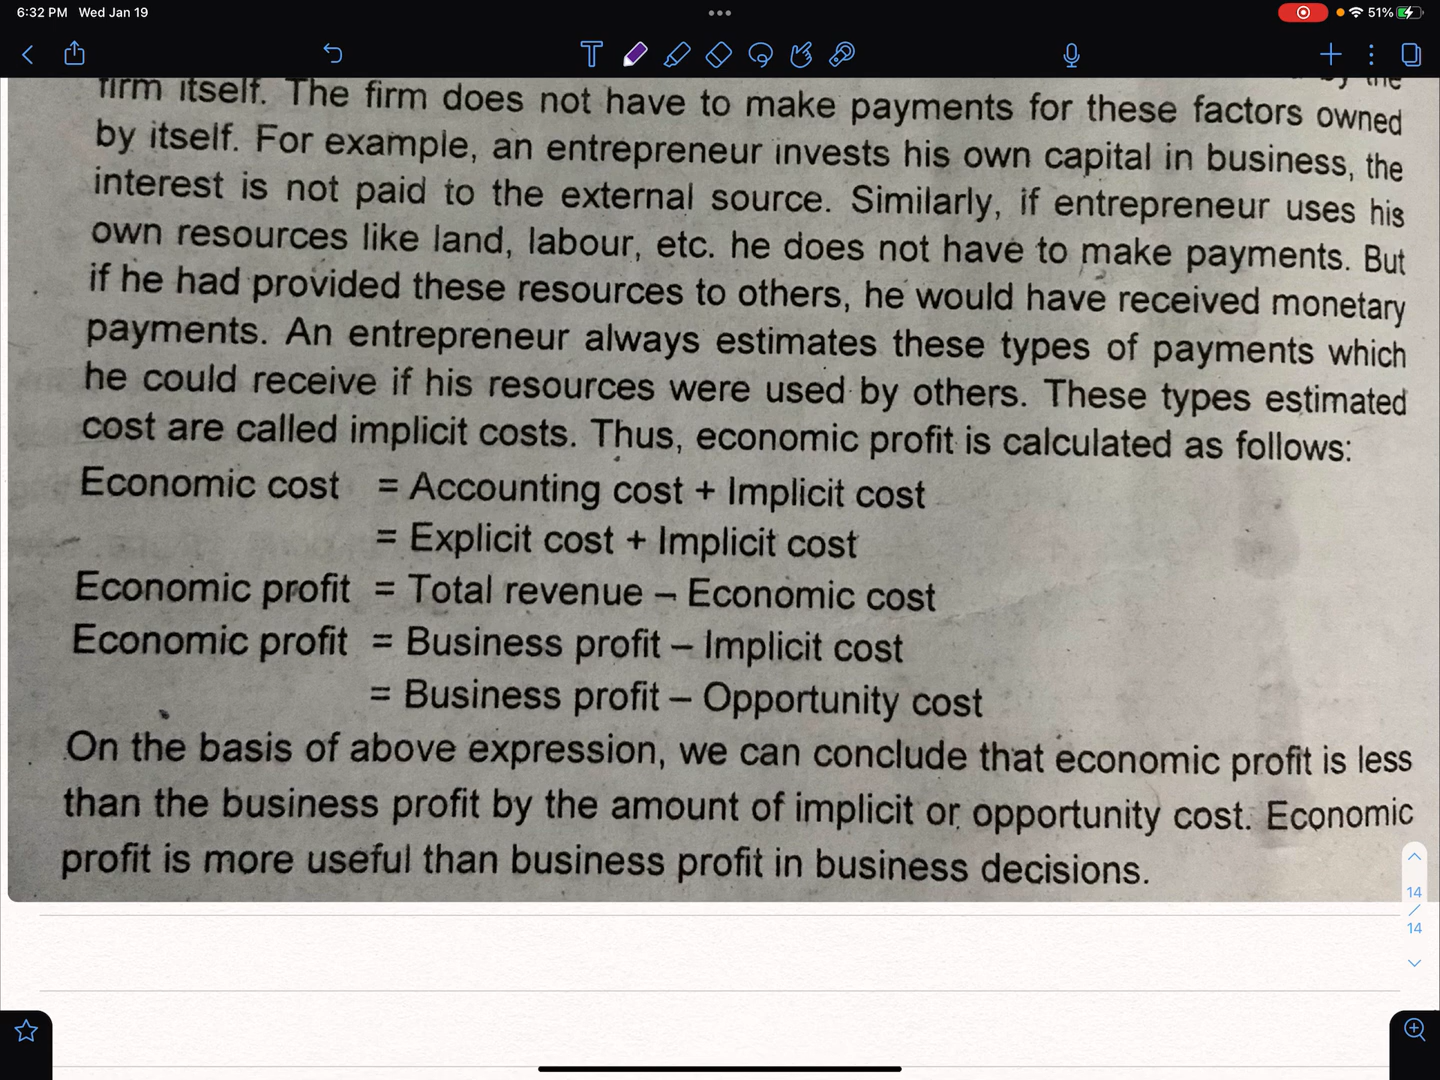 6:32 PM Wed Jan 19
51%
by the
firm itself. The firm does not have to make payments for these factors owned
by itself. For example, an entrepreneur invests his own capital in business, the
interest is not paid to the external source. Similarly, if entrepreneur uses his
own resources like land, labour, etc. he does not have to make payments. But
if he had provided these resources to others, he would have received monetary
payments. An entrepreneur always estimates these types of payments which
he could receive if his resources were used by others. These types estimated
cost are called implicit costs. Thus, economic profit is calculated as follows:
Economic cost = Accounting cost + Implicit cost
= Explicit cost + Implicit cost
Economic profit = Total revenue – Economic cost
Economic profit = Business profit – Implicit cost
= Business profit – Opportunity cost
On the basis of above expression, we can conclude that economic profit is less
than the business profit by the amount of implicit or opportunity cost. Economic
profit is more useful than business profit in business decisions.
14
/
14